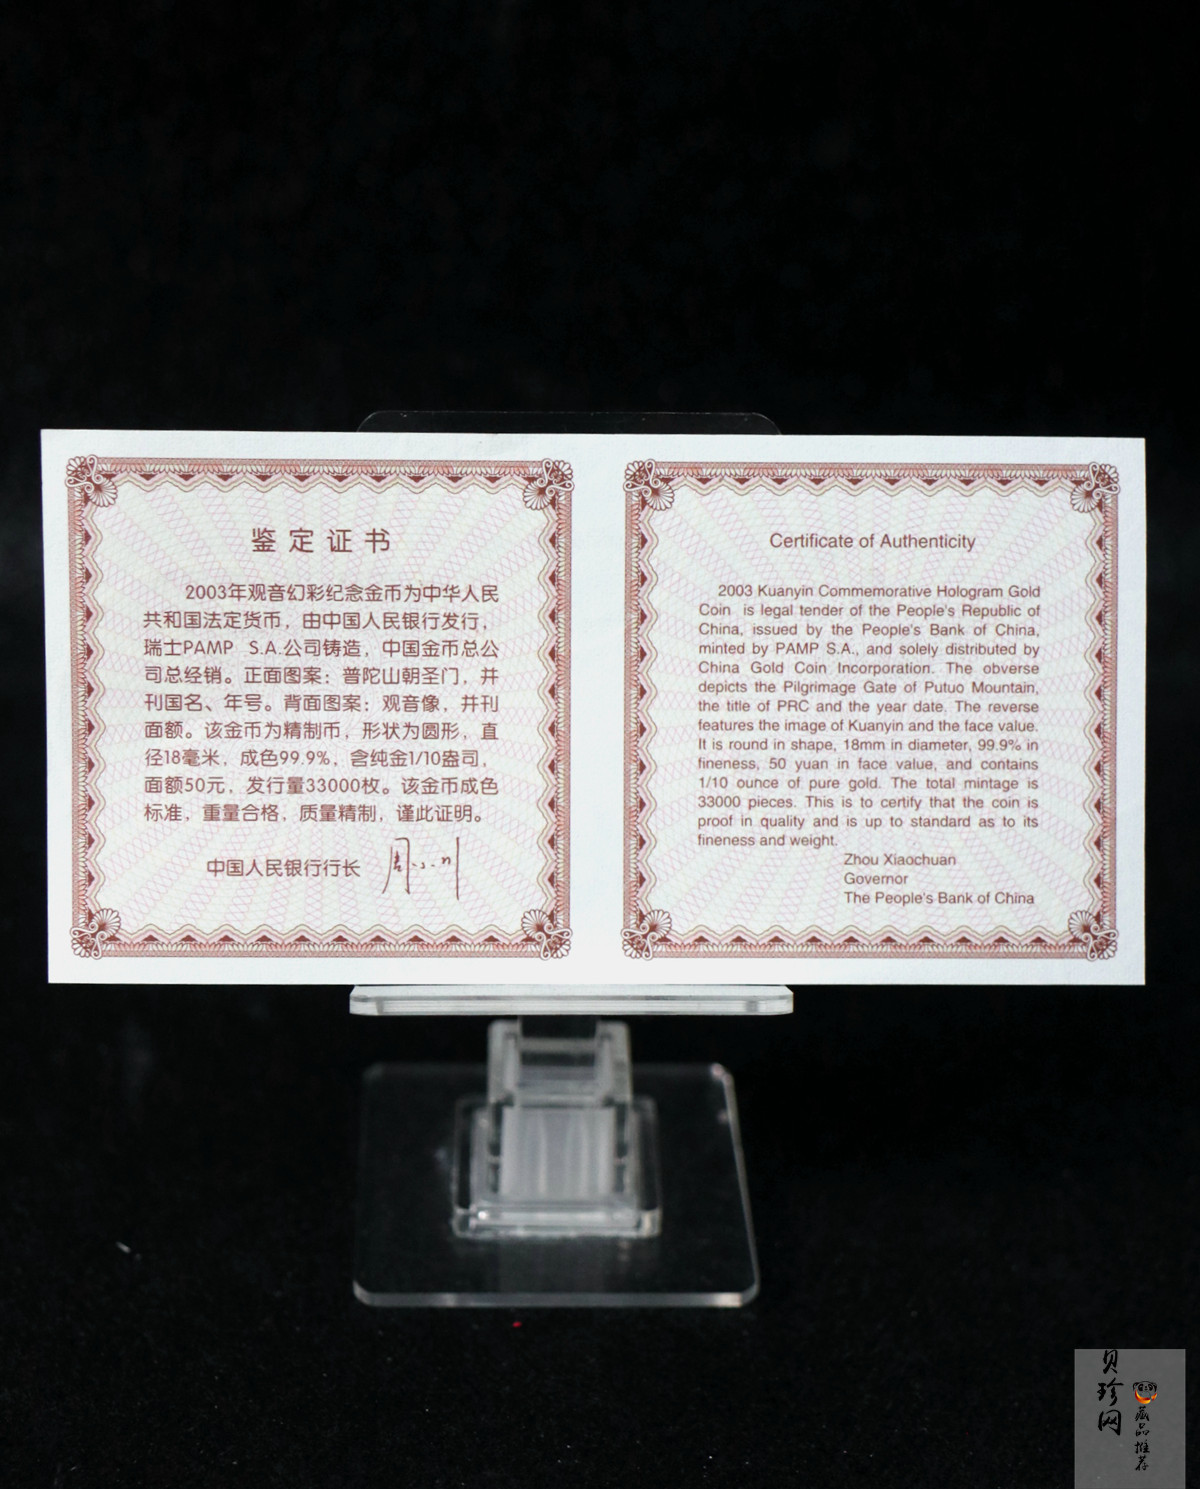 鉴定证书
2003年观音幻彩纪念金币为中华人民
共和国法定货币，由中国人民银行发行，
瑞士PAMP S.A.公司铸造，中国金币总公
司总经销。正面图案：普陀山朝圣门，并
刊国名、年号。背面图案：观音像，并刊
面额。该金币为精制币，形状为圆形，直
径18毫米，成色99.9%，含纯金1/10盎司，
面额50元，发行量33000枚。该金币成色
标准，重量合格，质量精制，谨此证明。
中国人民银行行长 周小川
Certificate of Authenticity
2003 Kuanyin Commemorative Hologram Gold
Coin is legal tender of the People's Republic of
China, issued by the People's Bank of China,
minted by PAMP S.A., and solely distributed by
China Gold Coin Incorporation. The obverse
depicts the Pilgrimage Gate of Putuo Mountain,
the title of PRC and the year date. The reverse
features the image of Kuanyin and the face value.
It is round in shape, 18mm in diameter, 99.9% in
fineness, 50 yuan in face value, and contains
1/10 ounce of pure gold. The total mintage is
33000 pieces. This is to certify that the coin is
proof in quality and is up to standard as to its
fineness and weight.
Zhou Xiaochuan
Governor
The People's Bank of China
贝珍网
藏品推荐